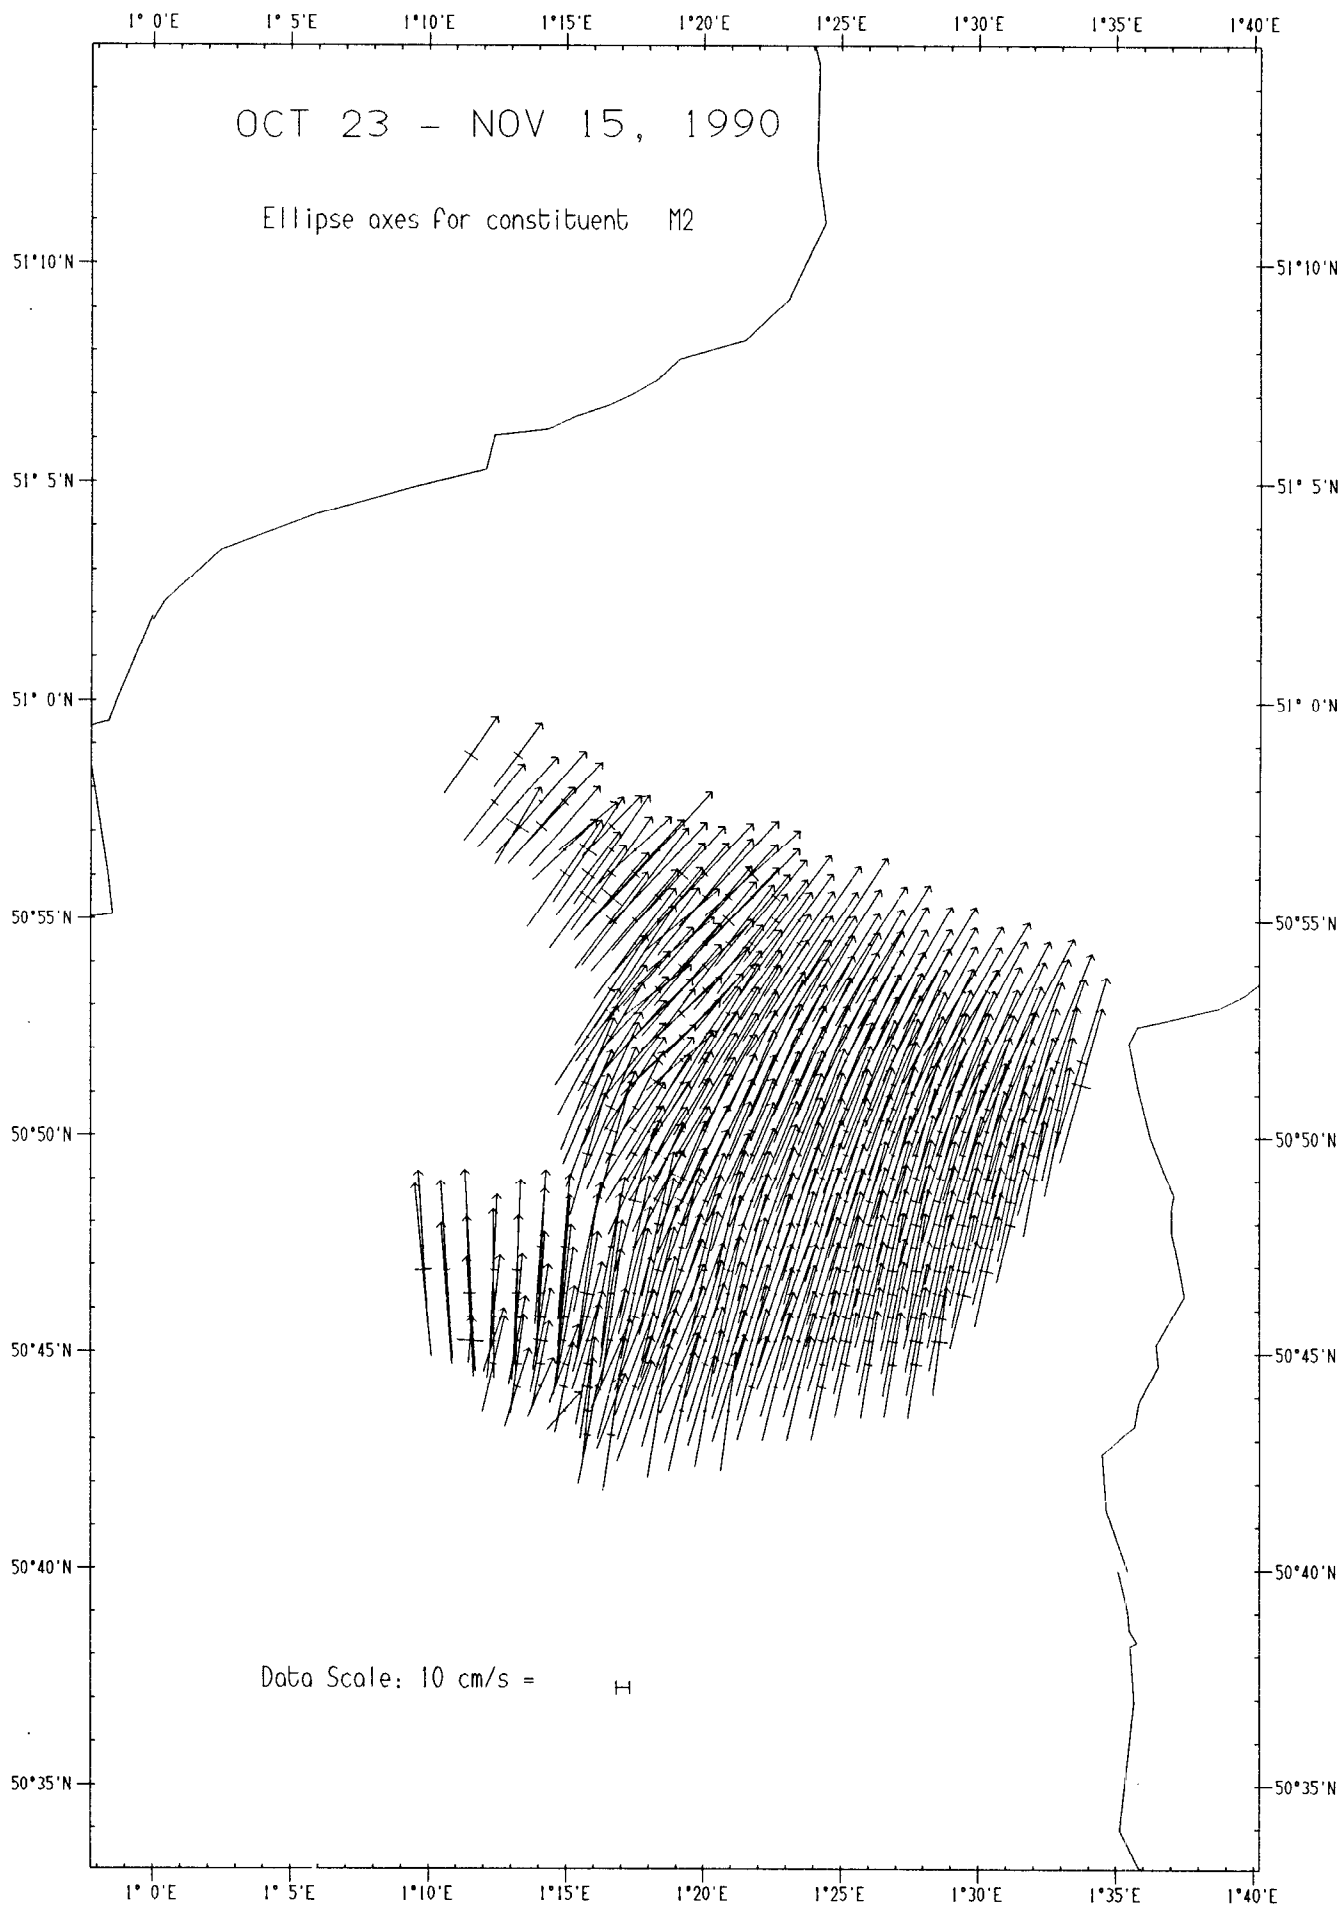 1° 0'E 1° 5'E 1°10'E 1°15'E 1°20'E 1°25'E 1°30'E 1°35'E 1°40'E
OCT 23 – NOV 15, 1990
Ellipse axes for constituent M2
51°10'N 51°10'N
51° 5'N 51° 5'N
51° 0'N 51° 0'N
50°55'N 50°55'N
50°50'N 50°50'N
50°45'N 50°45'N
50°40'N 50°40'N
Data Scale: 10 cm/s =
50°35'N 50°35'N
1° 0'E 1° 5'E 1°10'E 1°15'E 1°20'E 1°25'E 1°30'E 1°35'E 1°40'E